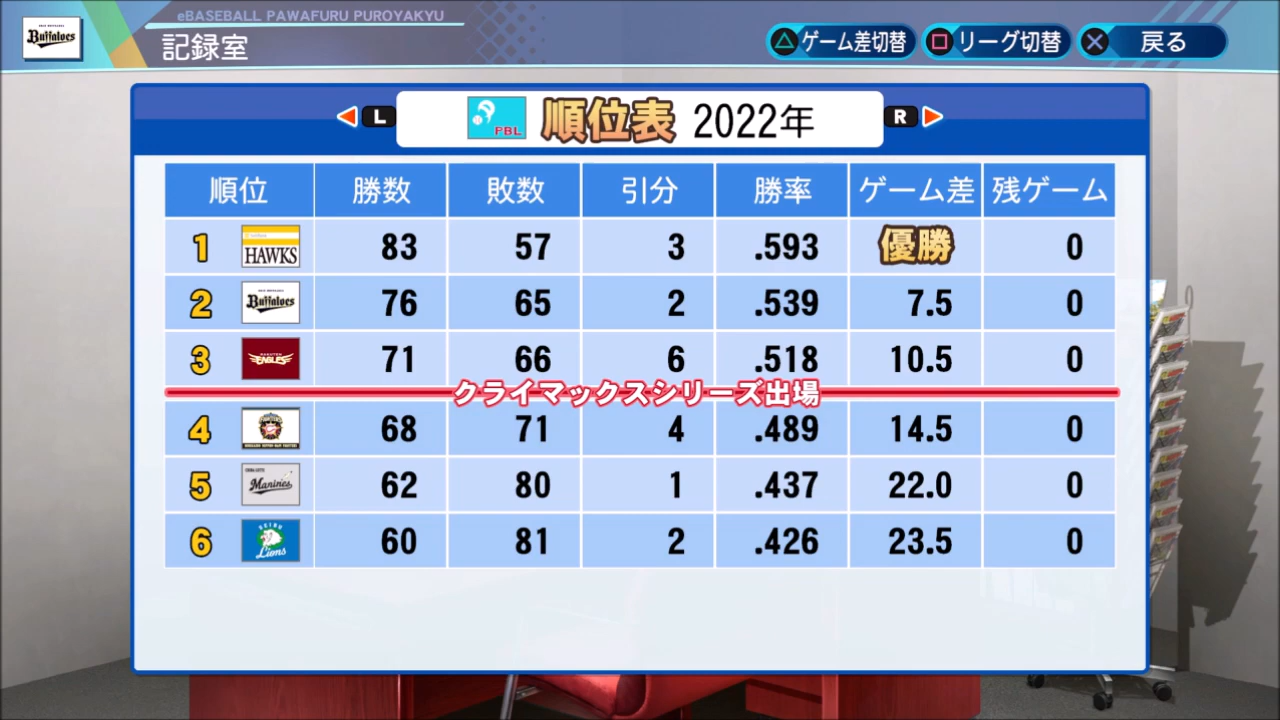 eBASEBALL PAWAFURU PUROYAKYU
Buffaloes 記録室 △ゲーム差切替 □リーグ切替 ×戻る
L PBL 順位表 2022年 R
順位 勝数 敗数 引分 勝率 ゲーム差 残ゲーム
1 HAWKS 83 57 3 .593 優勝 0
2 Buffaloes 76 65 2 .539 7.5 0
3 EAGLES 71 66 6 .518 10.5 0
クライマックスシリーズ出場
4 68 71 4 .489 14.5 0
5 Marines 62 80 1 .437 22.0 0
6 Lions 60 81 2 .426 23.5 0